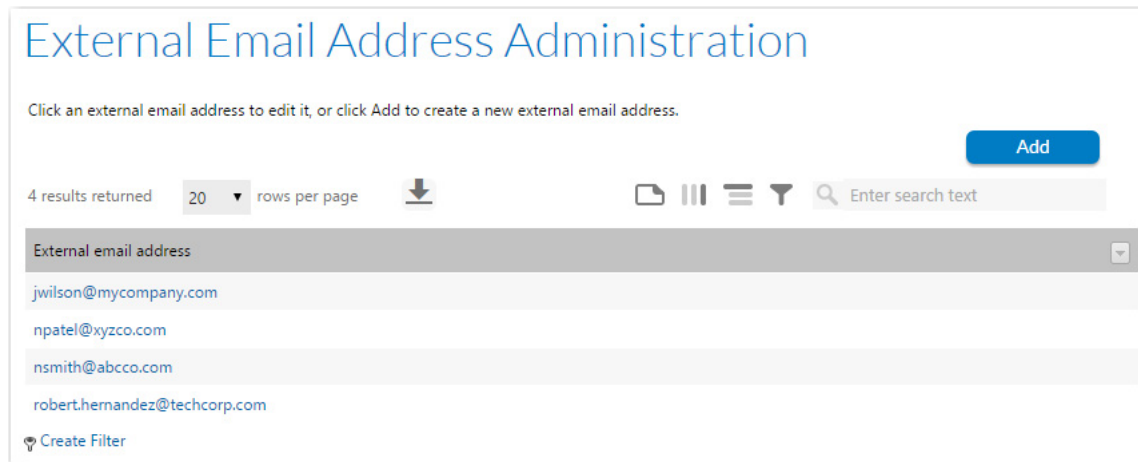 External Email Address Administration
Click an external email address to edit it, or click Add to create a new external email address.
Add
4 results returned 20 rows per page Enter search text
External email address
jwilson@mycompany.com
npatel@xyzco.com
nsmith@abcco.com
robert.hernandez@techcorp.com
Create Filter